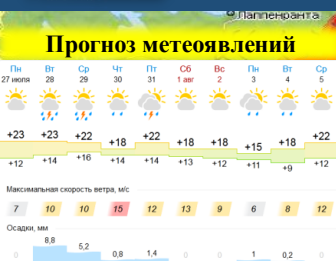 Лаппенранта
Прогноз метеоявлений
Пн Вт Ср Чт Пт Сб Вс Пн Вт Ср
27 июля 28 29 30 31 1 авг 2 3 4 5
+23 +23 +22 +18 +22 +18 +18 +15 +18 +22
+12 +14 +16 +14 +14 +13 +12 +11 +9 +12
Максимальная скорость ветра, м/с
7 10 10 15 12 13 9 6 8 12
Осадки, мм
0 8,8 5,2 0,8 1,4 0 0 1 0,2 0